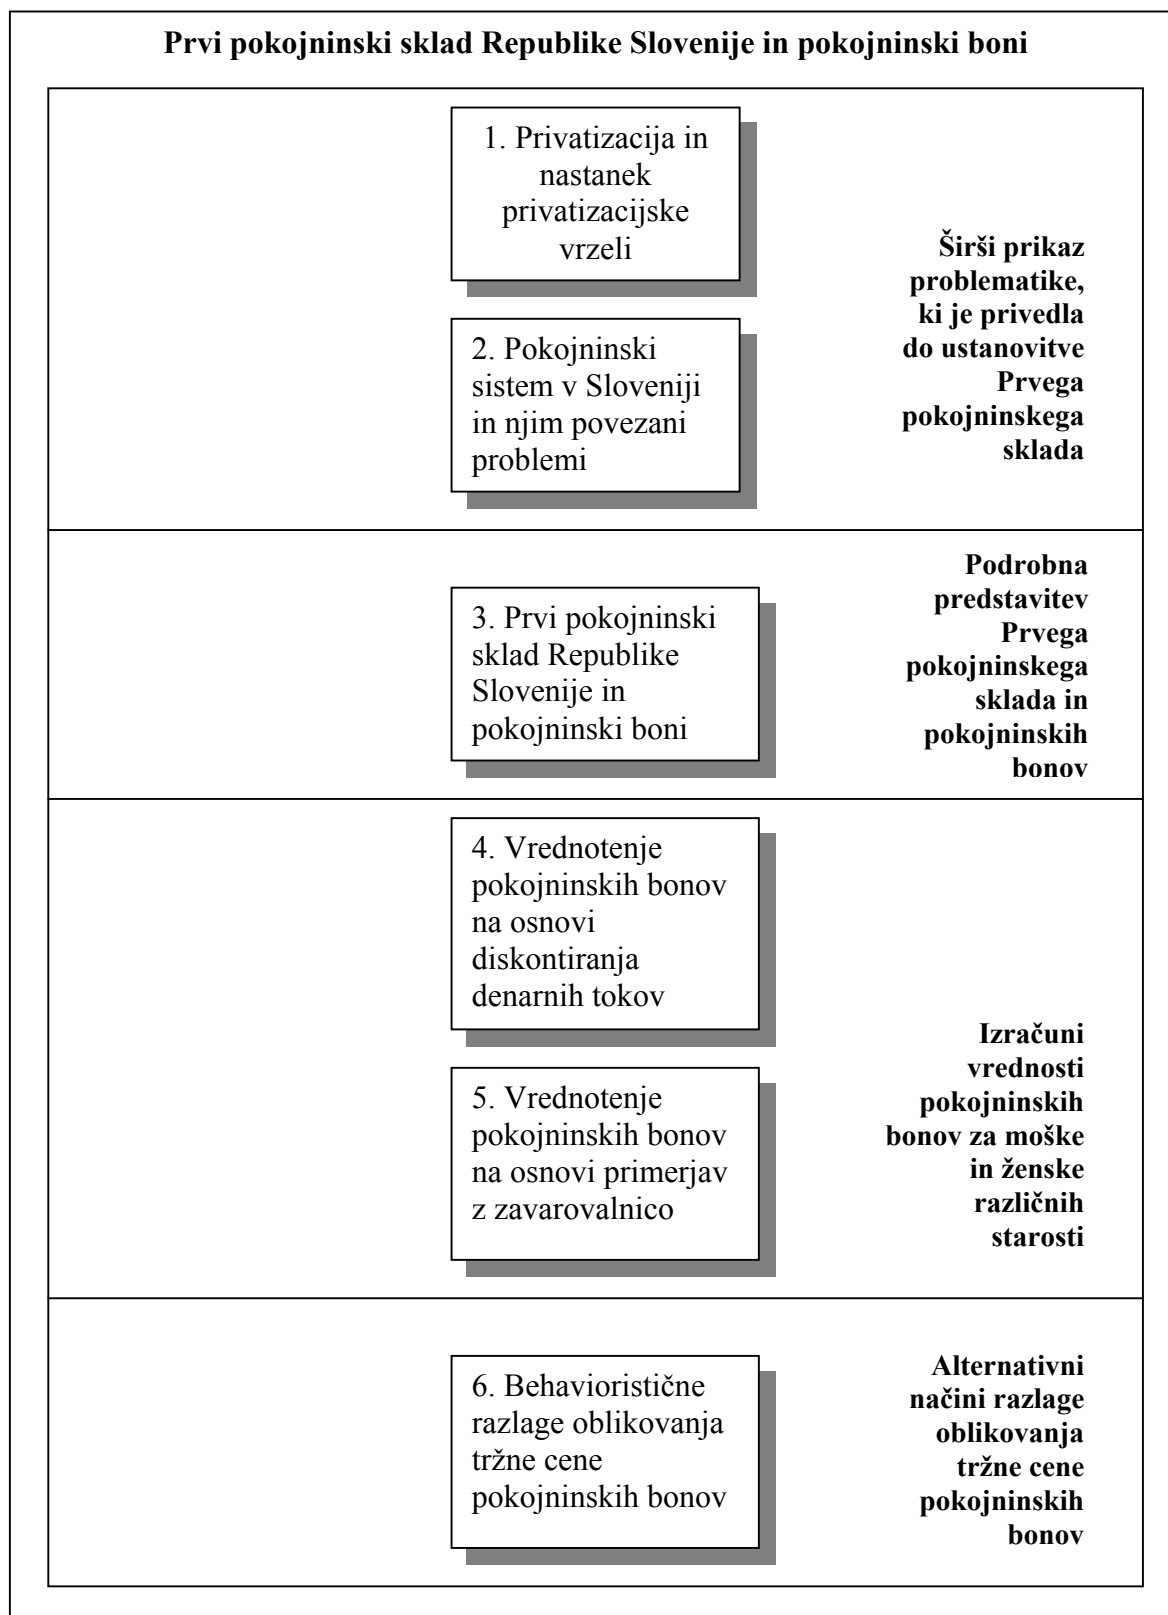 Prvi pokojninski sklad Republike Slovenije in pokojninski boni
1. Privatizacija in
nastanek
privatizacijske
vrzeli
2. Pokojninski
sistem v Sloveniji
in njim povezani
problemi
Širši prikaz
problematike,
ki je privedla
do ustanovitve
Prvega
pokojninskega
sklada
3. Prvi pokojninski
sklad Republike
Slovenije in
pokojninski boni
Podrobna
predstavitev
Prvega
pokojninskega
sklada in
pokojninskih
bonov
4. Vrednotenje
pokojninskih bonov
na osnovi
diskontiranja
denarnih tokov
5. Vrednotenje
pokojninskih bonov
na osnovi primerjav
z zavarovalnico
Izračuni
vrednosti
pokojninskih
bonov za moške
in ženske
različnih
starosti
6. Behavioristične
razlage oblikovanja
tržne cene
pokojninskih bonov
Alternativni
načini razlage
oblikovanja
tržne cene
pokojninskih
bonov